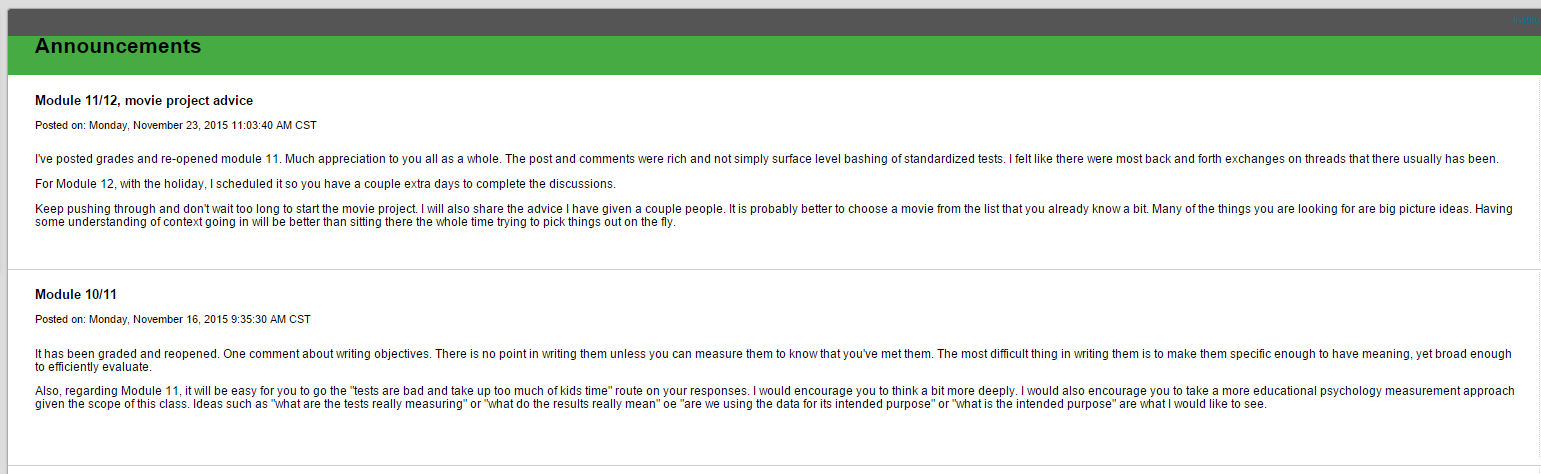 Announcements
Module 11/12, movie project advice
Posted on: Monday, November 23, 2015 11:03:40 AM CST
I've posted grades and re-opened module 11. Much appreciation to you all as a whole. The post and comments were rich and not simply surface level bashing of standardized tests. I felt like there were most back and forth exchanges on threads that there usually has been.
For Module 12, with the holiday, I scheduled it so you have a couple extra days to complete the discussions.
Keep pushing through and don't wait too long to start the movie project. I will also share the advice I have given a couple people. It is probably better to choose a movie from the list that you already know a bit. Many of the things you are looking for are big picture ideas. Having
some understanding of context going in will be better than sitting there the whole time trying to pick things out on the fly.
Module 10/11
Posted on: Monday, November 16, 2015 9:35:30 AM CST
It has been graded and reopened. One comment about writing objectives. There is no point in writing them unless you can measure them to know that you've met them. The most difficult thing in writing them is to make them specific enough to have meaning, yet broad enough
to efficiently evaluate.
Also, regarding Module 11, it will be easy for you to go the "tests are bad and take up too much of kids time" route on your responses. I would encourage you to think a bit more deeply. I would also encourage you to take a more educational psychology measurement approach
given the scope of this class. Ideas such as "what are the tests really measuring" or "what do the results really mean" oe "are we using the data for its intended purpose" or "what is the intended purpose" are what I would like to see.